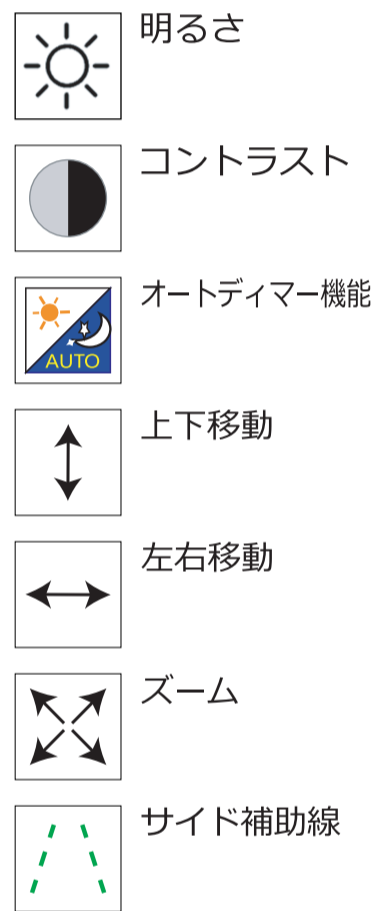 明るさ
コントラスト
オートディマー機能
AUTO
上下移動
左右移動
ズーム
サイド補助線